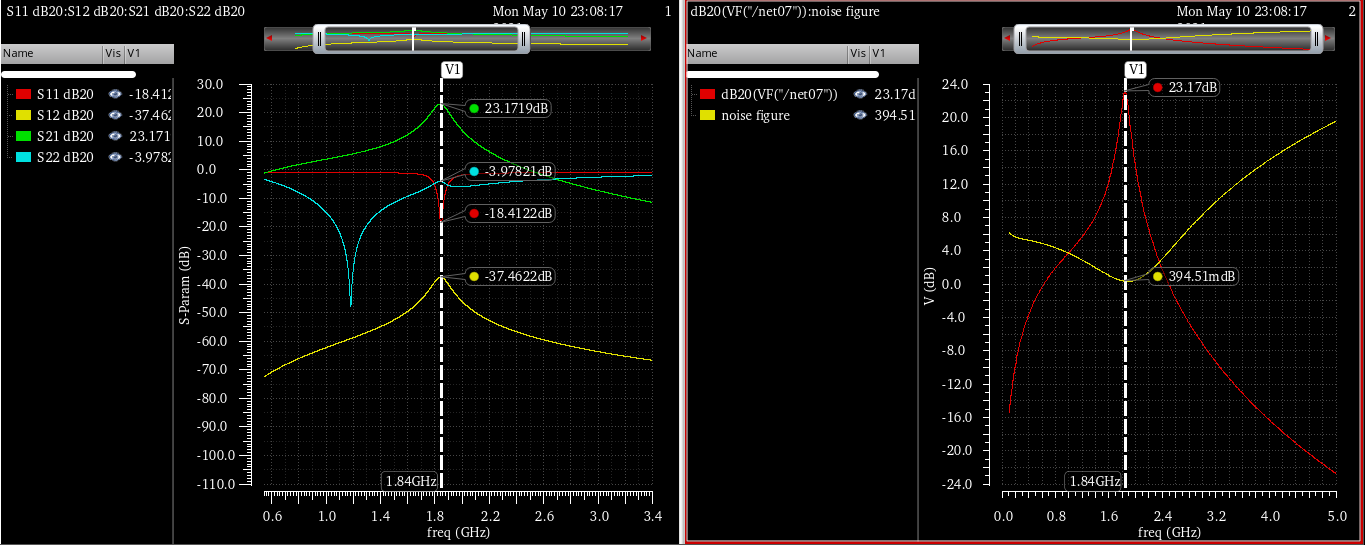 S11 dB20:S12 dB20:S21 dB20:S22 dB20
Mon May 10 23:08:17
1
Name Vis V1
S11 dB20 -18.412
S12 dB20 -37.462
S21 dB20 23.171
S22 dB20 -3.9782
V1
S-Param (dB)
30.0
20.0
10.0
0.0
-10.0
-20.0
-30.0
-40.0
-50.0
-60.0
-70.0
-80.0
-90.0
-100.0
-110.0
23.1719dB
-3.97821dB
-18.4122dB
-37.4622dB
1.84GHz
0.6 1.0 1.4 1.8 2.2 2.6 3.0 3.4
freq (GHz)
dB20(VF("/net07")):noise figure
Mon May 10 23:08:17
2
Name Vis V1
dB20(VF("/net07")) 23.17d
noise figure 394.51
V1
V (dB)
24.0
20.0
16.0
12.0
8.0
4.0
0.0
-4.0
-8.0
-12.0
-16.0
-20.0
-24.0
23.17dB
394.51mdB
1.84GHz
0.0 0.8 1.6 2.4 3.2 4.0 5.0
freq (GHz)